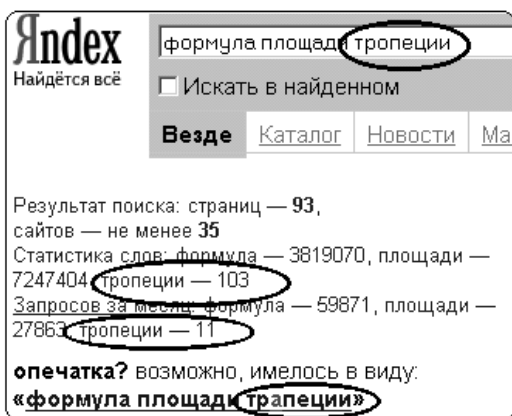 Яndex
Найдётся всё
формула площади тропеции
Искать в найденном
Везде Каталог Новости Ма
Результат поиска: страниц — 93,
сайтов — не менее 35
Статистика слов: формула — 3819070, площади —
7247404, тропеции — 103
Запросов за месяц: формула — 59871, площади —
27863, тропеции — 11
опечатка? возможно, имелось в виду:
«формула площади трапеции»